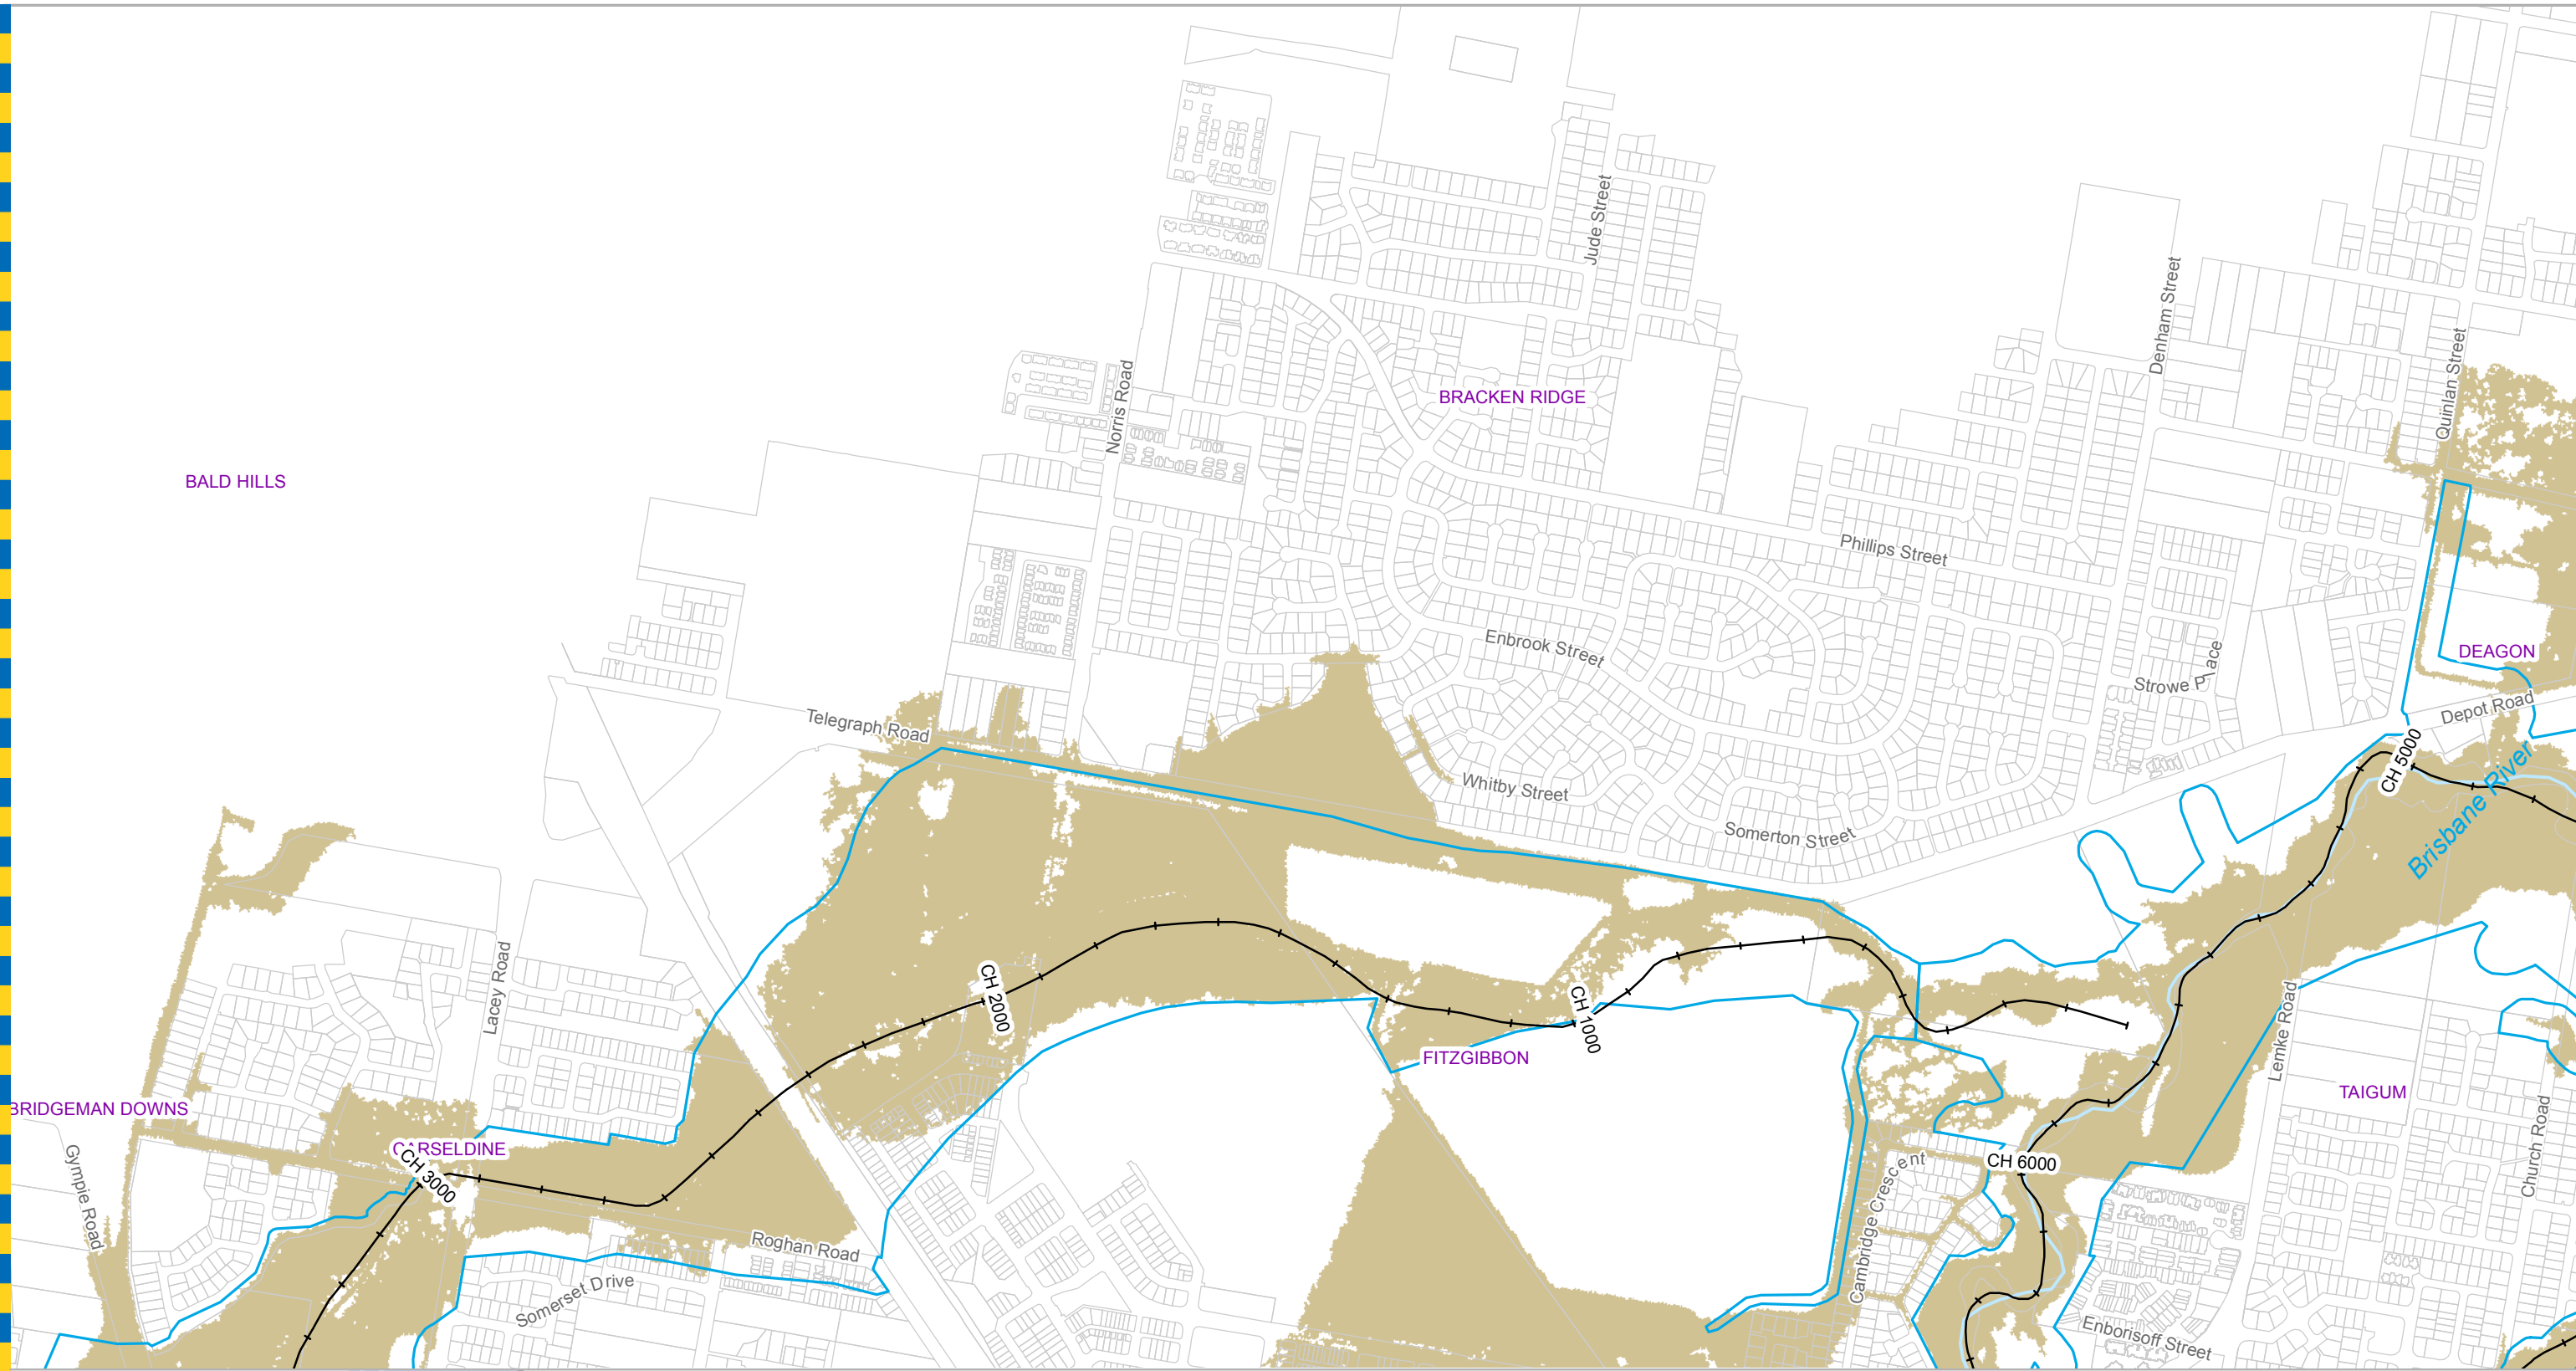 Jude Street
Denham Street
Quinlan Street
Norris Road
BRACKEN RIDGE
BALD HILLS
Phillips Street
Enbrook Street
DEAGON
Strowe Place
Depot Road
Telegraph Road
CH 5000
Brisbane River
Whitby Street
Somerton Street
Lacey Road
CH 2000
CH 1000
Lemke Road
FITZGIBBON
TAIGUM
BRIDGEMAN DOWNS
Church Road
CARSELDINE
CH 3000
CH 6000
Gympie Road
Cambridge Crescent
Roghan Road
Somerset Drive
Enborisoff Street